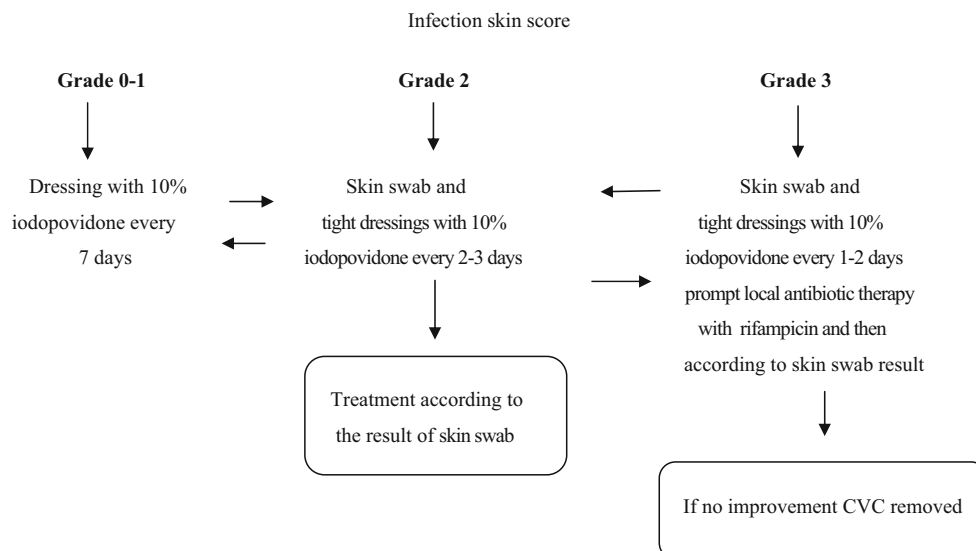 Infection skin score
Grade 0-1
Grade 2
Grade 3
Dressing with 10%
iodopovidone every
7 days
Skin swab and
tight dressings with 10%
iodopovidone every 2-3 days
Skin swab and
tight dressings with 10%
iodopovidone every 1-2 days
prompt local antibiotic therapy
with rifampicin and then
according to skin swab result
Treatment according to
the result of skin swab
If no improvement CVC removed